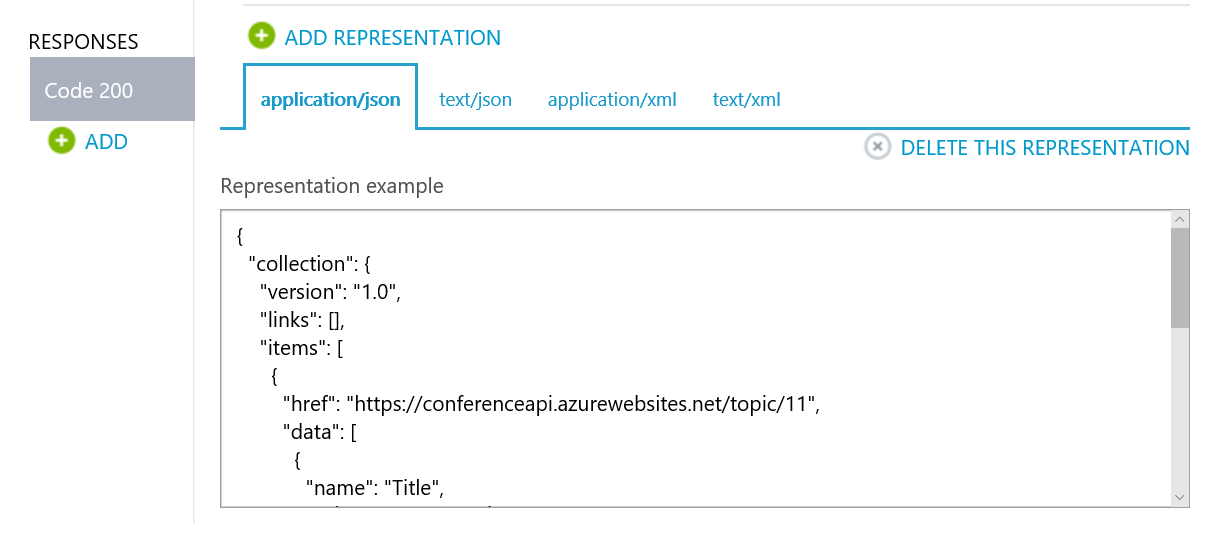 RESPONSES
Code 200
ADD
ADD REPRESENTATION
application/json text/json application/xml text/xml
DELETE THIS REPRESENTATION
Representation example
{
"collection": {
"version": "1.0",
"links": [],
"items": [
{
"href": "https://conferenceapi.azurewebsites.net/topic/11",
"data": [
{
"name": "Title",